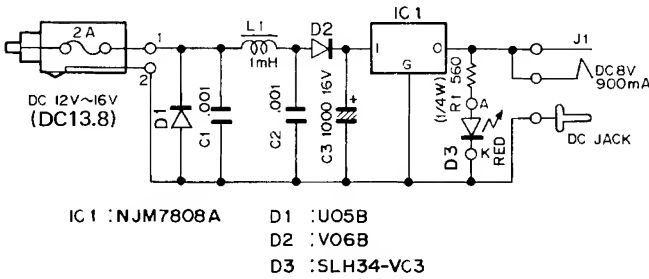 IC1
2A
1
2
DC 12V~16V
(DC13.8)
D1
C1 .001
L1
1mH
C2 .001
D2
C3 1000 16V
+
I
O
G
(1/4W)
R1 560
A
D3
K
RED
J1
DC8V
900mA
DC JACK
IC1 : NJM7808A
D1 : U05B
D2 : V06B
D3 : SLH34-VC3